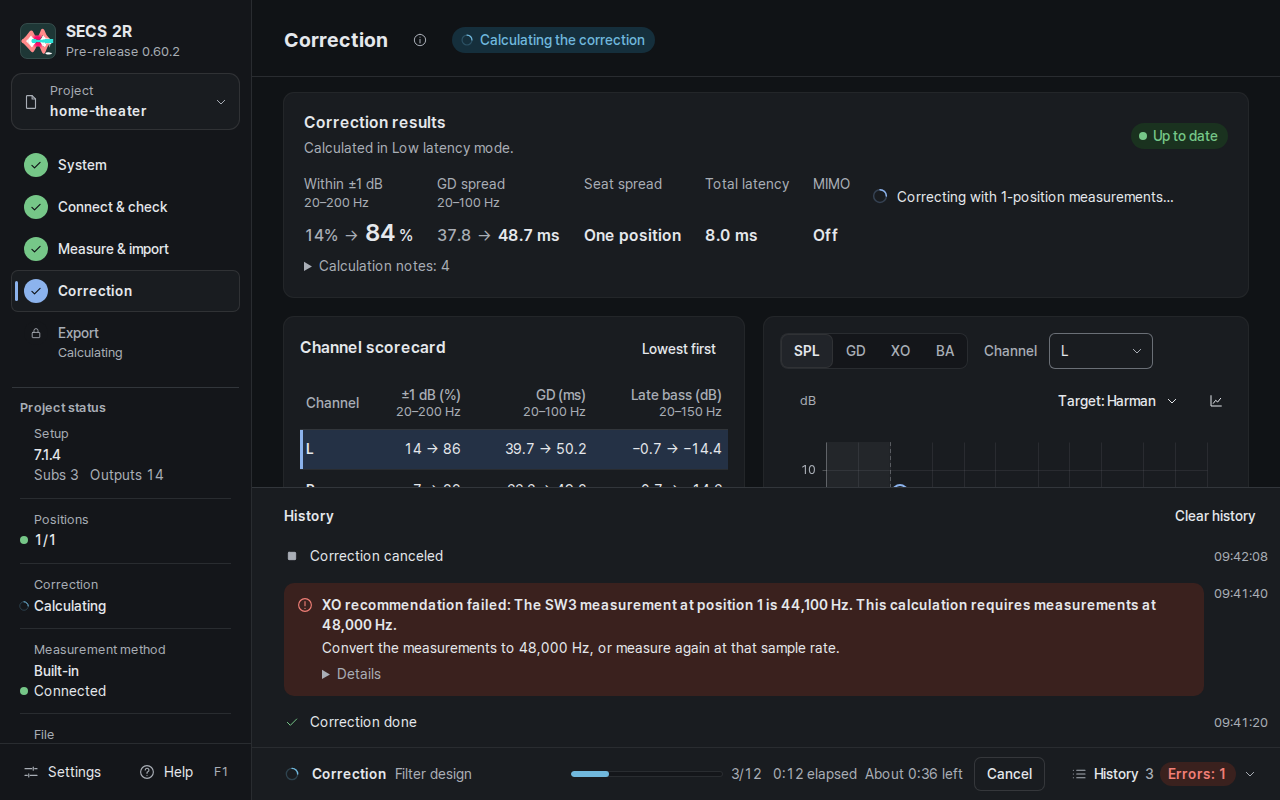 SECS 2R
Pre-release 0.60.2
Project
home-theater
System
Connect & check
Measure & import
Correction
Export
Calculating
Project status
Setup
7.1.4
Subs 3 Outputs 14
Positions
1/1
Correction
Calculating
Measurement method
Built-in
Connected
File
Settings
Help F1
Correction
Calculating the correction
Correction results
Calculated in Low latency mode.
Up to date
Within ±1 dB GD spread Seat spread Total latency MIMO
20–200 Hz 20–100 Hz
Correcting with 1-position measurements...
14% → 84 % 37.8 → 48.7 ms One position 8.0 ms Off
Calculation notes: 4
Channel scorecard
Lowest first
Channel ±1 dB (%) GD (ms) Late bass (dB)
20–200 Hz 20–100 Hz 20–150 Hz
L 14 → 86 39.7 → 50.2 −0.7 → −14.4
SPL GD XO BA Channel L
dB
Target: Harman
10
History
Clear history
Correction canceled 09:42:08
XO recommendation failed: The SW3 measurement at position 1 is 44,100 Hz. This calculation requires measurements at 09:41:40
48,000 Hz.
Convert the measurements to 48,000 Hz, or measure again at that sample rate.
Details
Correction done 09:41:20
Correction Filter design 3/12 0:12 elapsed About 0:36 left Cancel History 3 Errors: 1